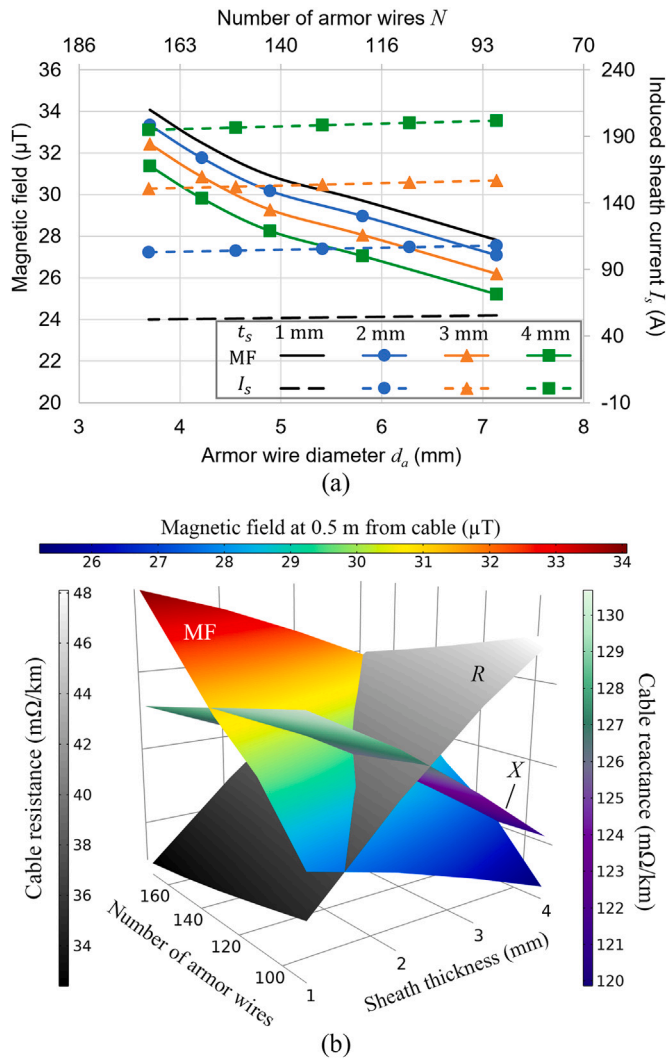 Number of armor wires N
186 163 140 116 93 70
36 34 32 30 28 26 24 22 20
Magnetic field (µT)
240 190 140 90 40 -10
Induced sheath current I_s (A)
t_s 1 mm 2 mm 3 mm 4 mm
MF
I_s
3 4 5 6 7 8
Armor wire diameter d_a (mm)
(a)
Magnetic field at 0.5 m from cable (µT)
26 27 28 29 30 31 32 33 34
48 46 44 42 40 38 36 34
Cable resistance (mΩ/km)
MF
R
X
130 129 128 127 126 125 124 123 122 121 120
Cable reactance (mΩ/km)
160 140 120 100
Number of armor wires
1 2 3 4
Sheath thickness (mm)
(b)